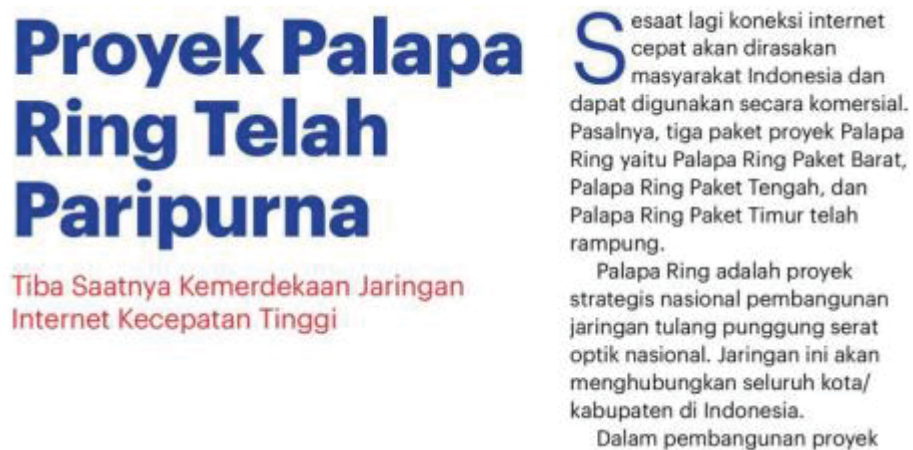 Proyek Palapa
Ring Telah
Paripurna
Tiba Saatnya Kemerdekaan Jaringan
Internet Kecepatan Tinggi
Sesaat lagi koneksi internet
cepat akan dirasakan
masyarakat Indonesia dan
dapat digunakan secara komersial.
Pasalnya, tiga paket proyek Palapa
Ring yaitu Palapa Ring Paket Barat,
Palapa Ring Paket Tengah, dan
Palapa Ring Paket Timur telah
rampung.
Palapa Ring adalah proyek
strategis nasional pembangunan
jaringan tulang punggung serat
optik nasional. Jaringan ini akan
menghubungkan seluruh kota/
kabupaten di Indonesia.
Dalam pembangunan proyek